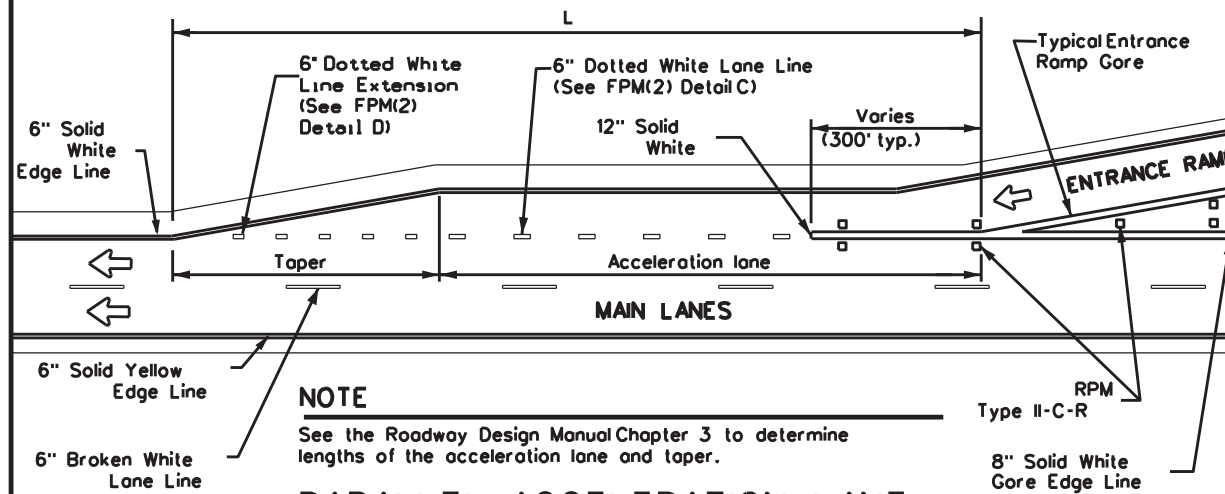 L
6" Dotted White
Line Extension
(See FPM(2)
Detail D)
6" Dotted White Lane Line
(See FPM(2) Detail C)
Typical Entrance
Ramp Gore
6" Solid
White
Edge Line
12" Solid
White
Varies
(300' typ.)
ENTRANCE RAMP
Taper
Acceleration lane
MAIN LANES
6" Solid Yellow
Edge Line
6" Broken White
Lane Line
NOTE
See the Roadway Design Manual Chapter 3 to determine
lengths of the acceleration lane and taper.
RPM
Type II-C-R
8" Solid White
Gore Edge Line